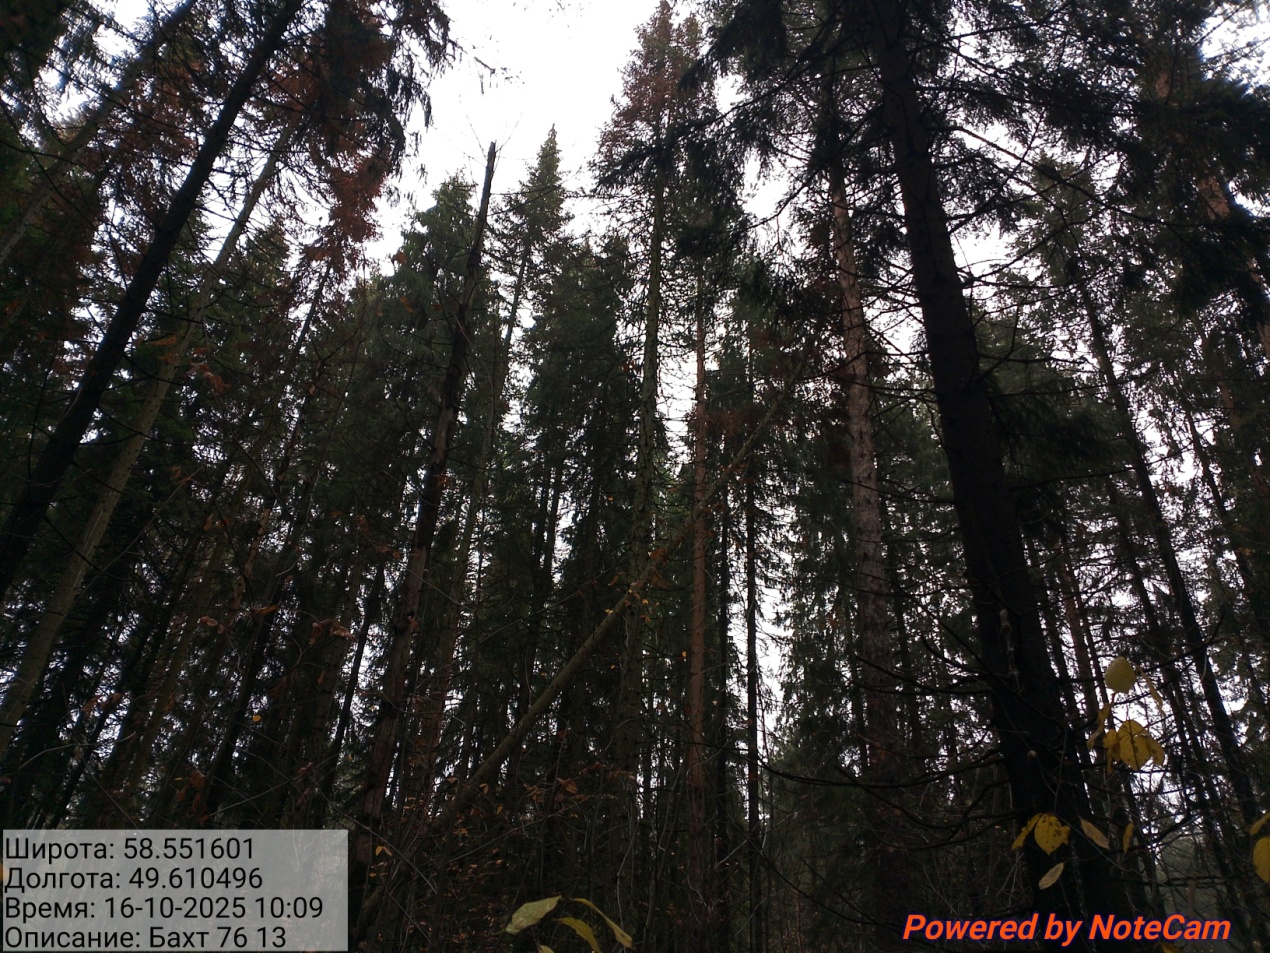 Широта: 58.551601
Долгота: 49.610496
Время: 16-10-2025 10:09
Описание: Бахт 76 13
Powered by NoteCam